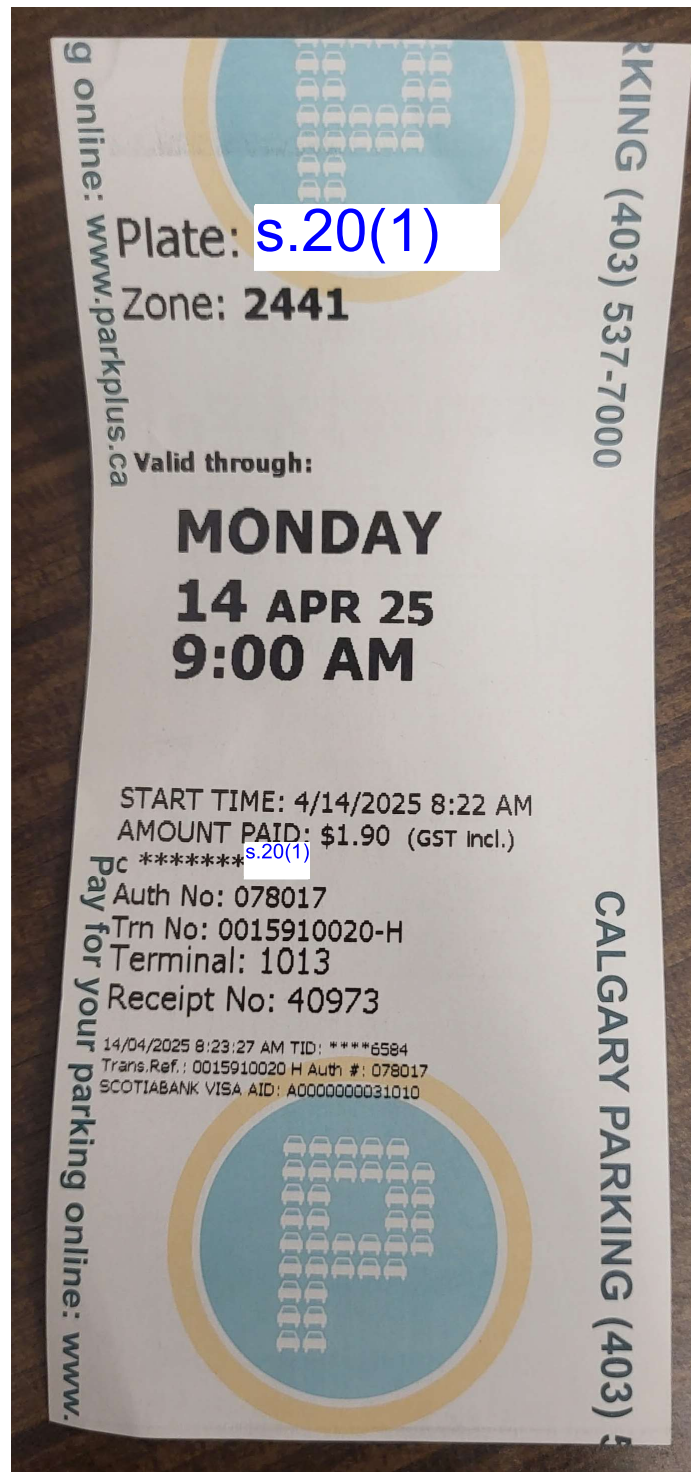 Plate: s.20(1)
Zone: 2441
Valid through:
MONDAY
14 APR 25
9:00 AM
START TIME: 4/14/2025 8:22 AM
AMOUNT PAID: $1.90 (GST incl.)
c *******s.20(1)
Auth No: 078017
Trn No: 0015910020-H
Terminal: 1013
Receipt No: 40973
14/04/2025 8:23:27 AM TID: ****6584
Trans.Ref.: 0015910020 H Auth #: 078017
SCOTIABANK VISA AID: A0000000031010
g online: www.parkplus.ca
Pay for your parking online: www.
RKING (403) 537-7000
CALGARY PARKING (403) 5